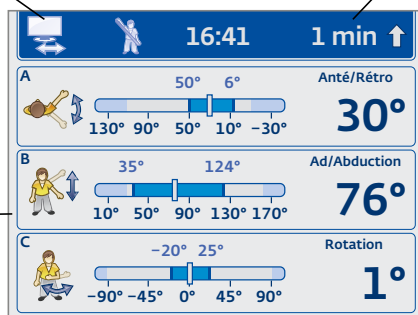 16:41 1 min
A Anté/Rétro
50° 6°
30°
130° 90° 50° 10° −30°
B Ad/Abduction
35° 124°
76°
10° 50° 90° 130° 170°
C Rotation
−20° 25°
1°
−90° −45° 0° 45° 90°